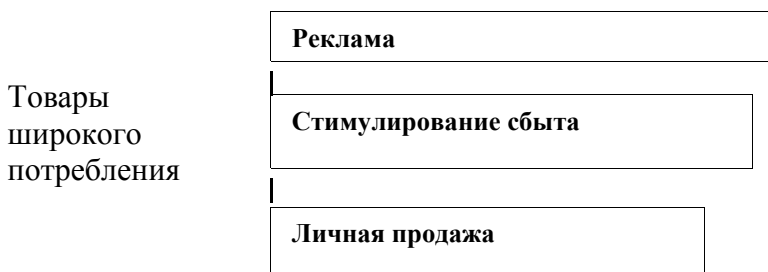 Реклама
Товары
широкого
потребления
Стимулирование сбыта
Личная продажа